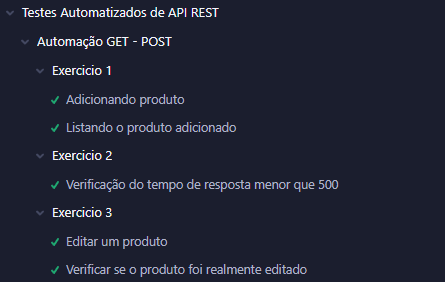 Testes Automatizados de API REST
Automação GET - POST
Exercicio 1
Adicionando produto
Listando o produto adicionado
Exercicio 2
Verificação do tempo de resposta menor que 500
Exercicio 3
Editar um produto
Verificar se o produto foi realmente editado